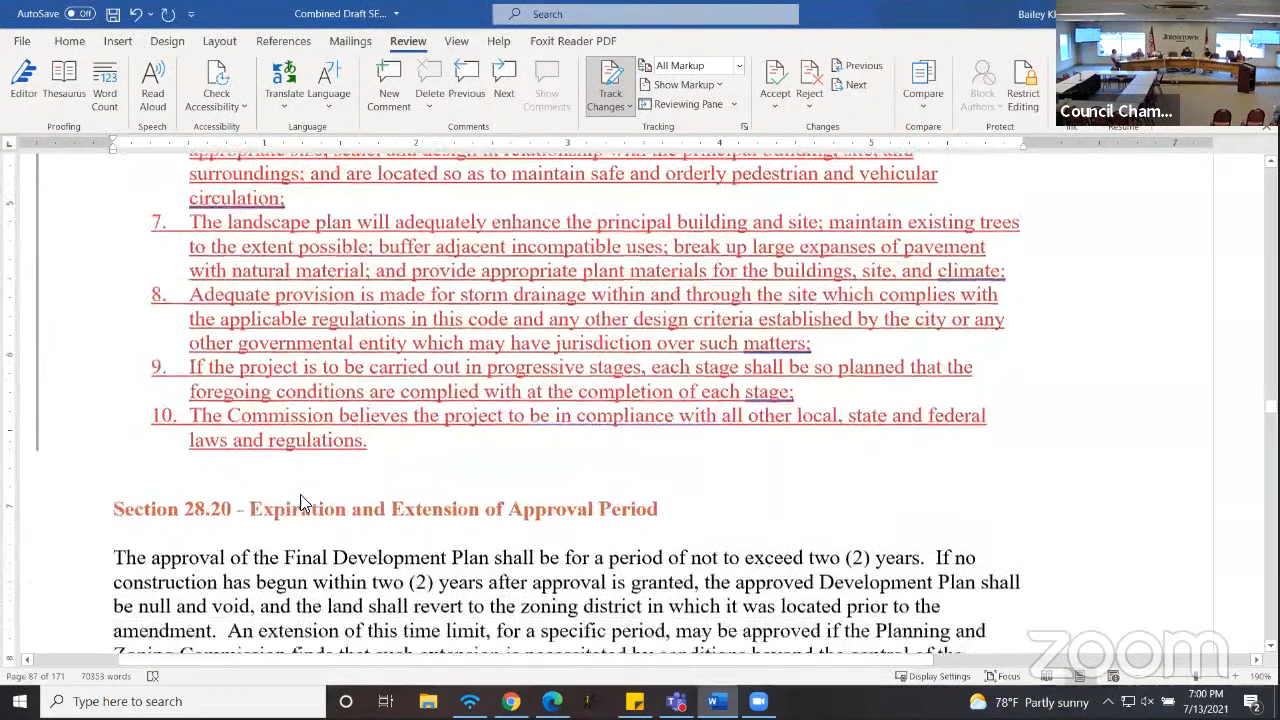 Search (Alt+Q)
Bailey K
File Home Insert Design Layout References Mailings Review View Help Foxit Reader PDF
Editor Thesaurus Word Count Read Aloud Check Accessibility Translate Language New Comment Delete Previous Next Show Comments Track Changes All Markup Show Markup Reviewing Pane Accept Reject Previous Next Compare Block Authors Restrict Editing
Proofing Speech Accessibility Language Comments Tracking Changes Compare Protect
JOHNSTOWN
Council Cham...
surroundings; and are located so as to maintain safe and orderly pedestrian and vehicular
circulation;
7. The landscape plan will adequately enhance the principal building and site; maintain existing trees
to the extent possible; buffer adjacent incompatible uses; break up large expanses of pavement
with natural material; and provide appropriate plant materials for the buildings, site, and climate;
8. Adequate provision is made for storm drainage within and through the site which complies with
the applicable regulations in this code and any other design criteria established by the city or any
other governmental entity which may have jurisdiction over such matters;
9. If the project is to be carried out in progressive stages, each stage shall be so planned that the
foregoing conditions are complied with at the completion of each stage;
10. The Commission believes the project to be in compliance with all other local, state and federal
laws and regulations.
Section 28.20 - Expiration and Extension of Approval Period
The approval of the Final Development Plan shall be for a period of not to exceed two (2) years. If no
construction has begun within two (2) years after approval is granted, the approved Development Plan shall
be null and void, and the land shall revert to the zoning district in which it was located prior to the
amendment. An extension of this time limit, for a specific period, may be approved if the Planning and
zoom
Page 87 of 171 70353 words Display Settings Focus 190%
Type here to search 78°F Partly sunny 7:00 PM
7/13/2021